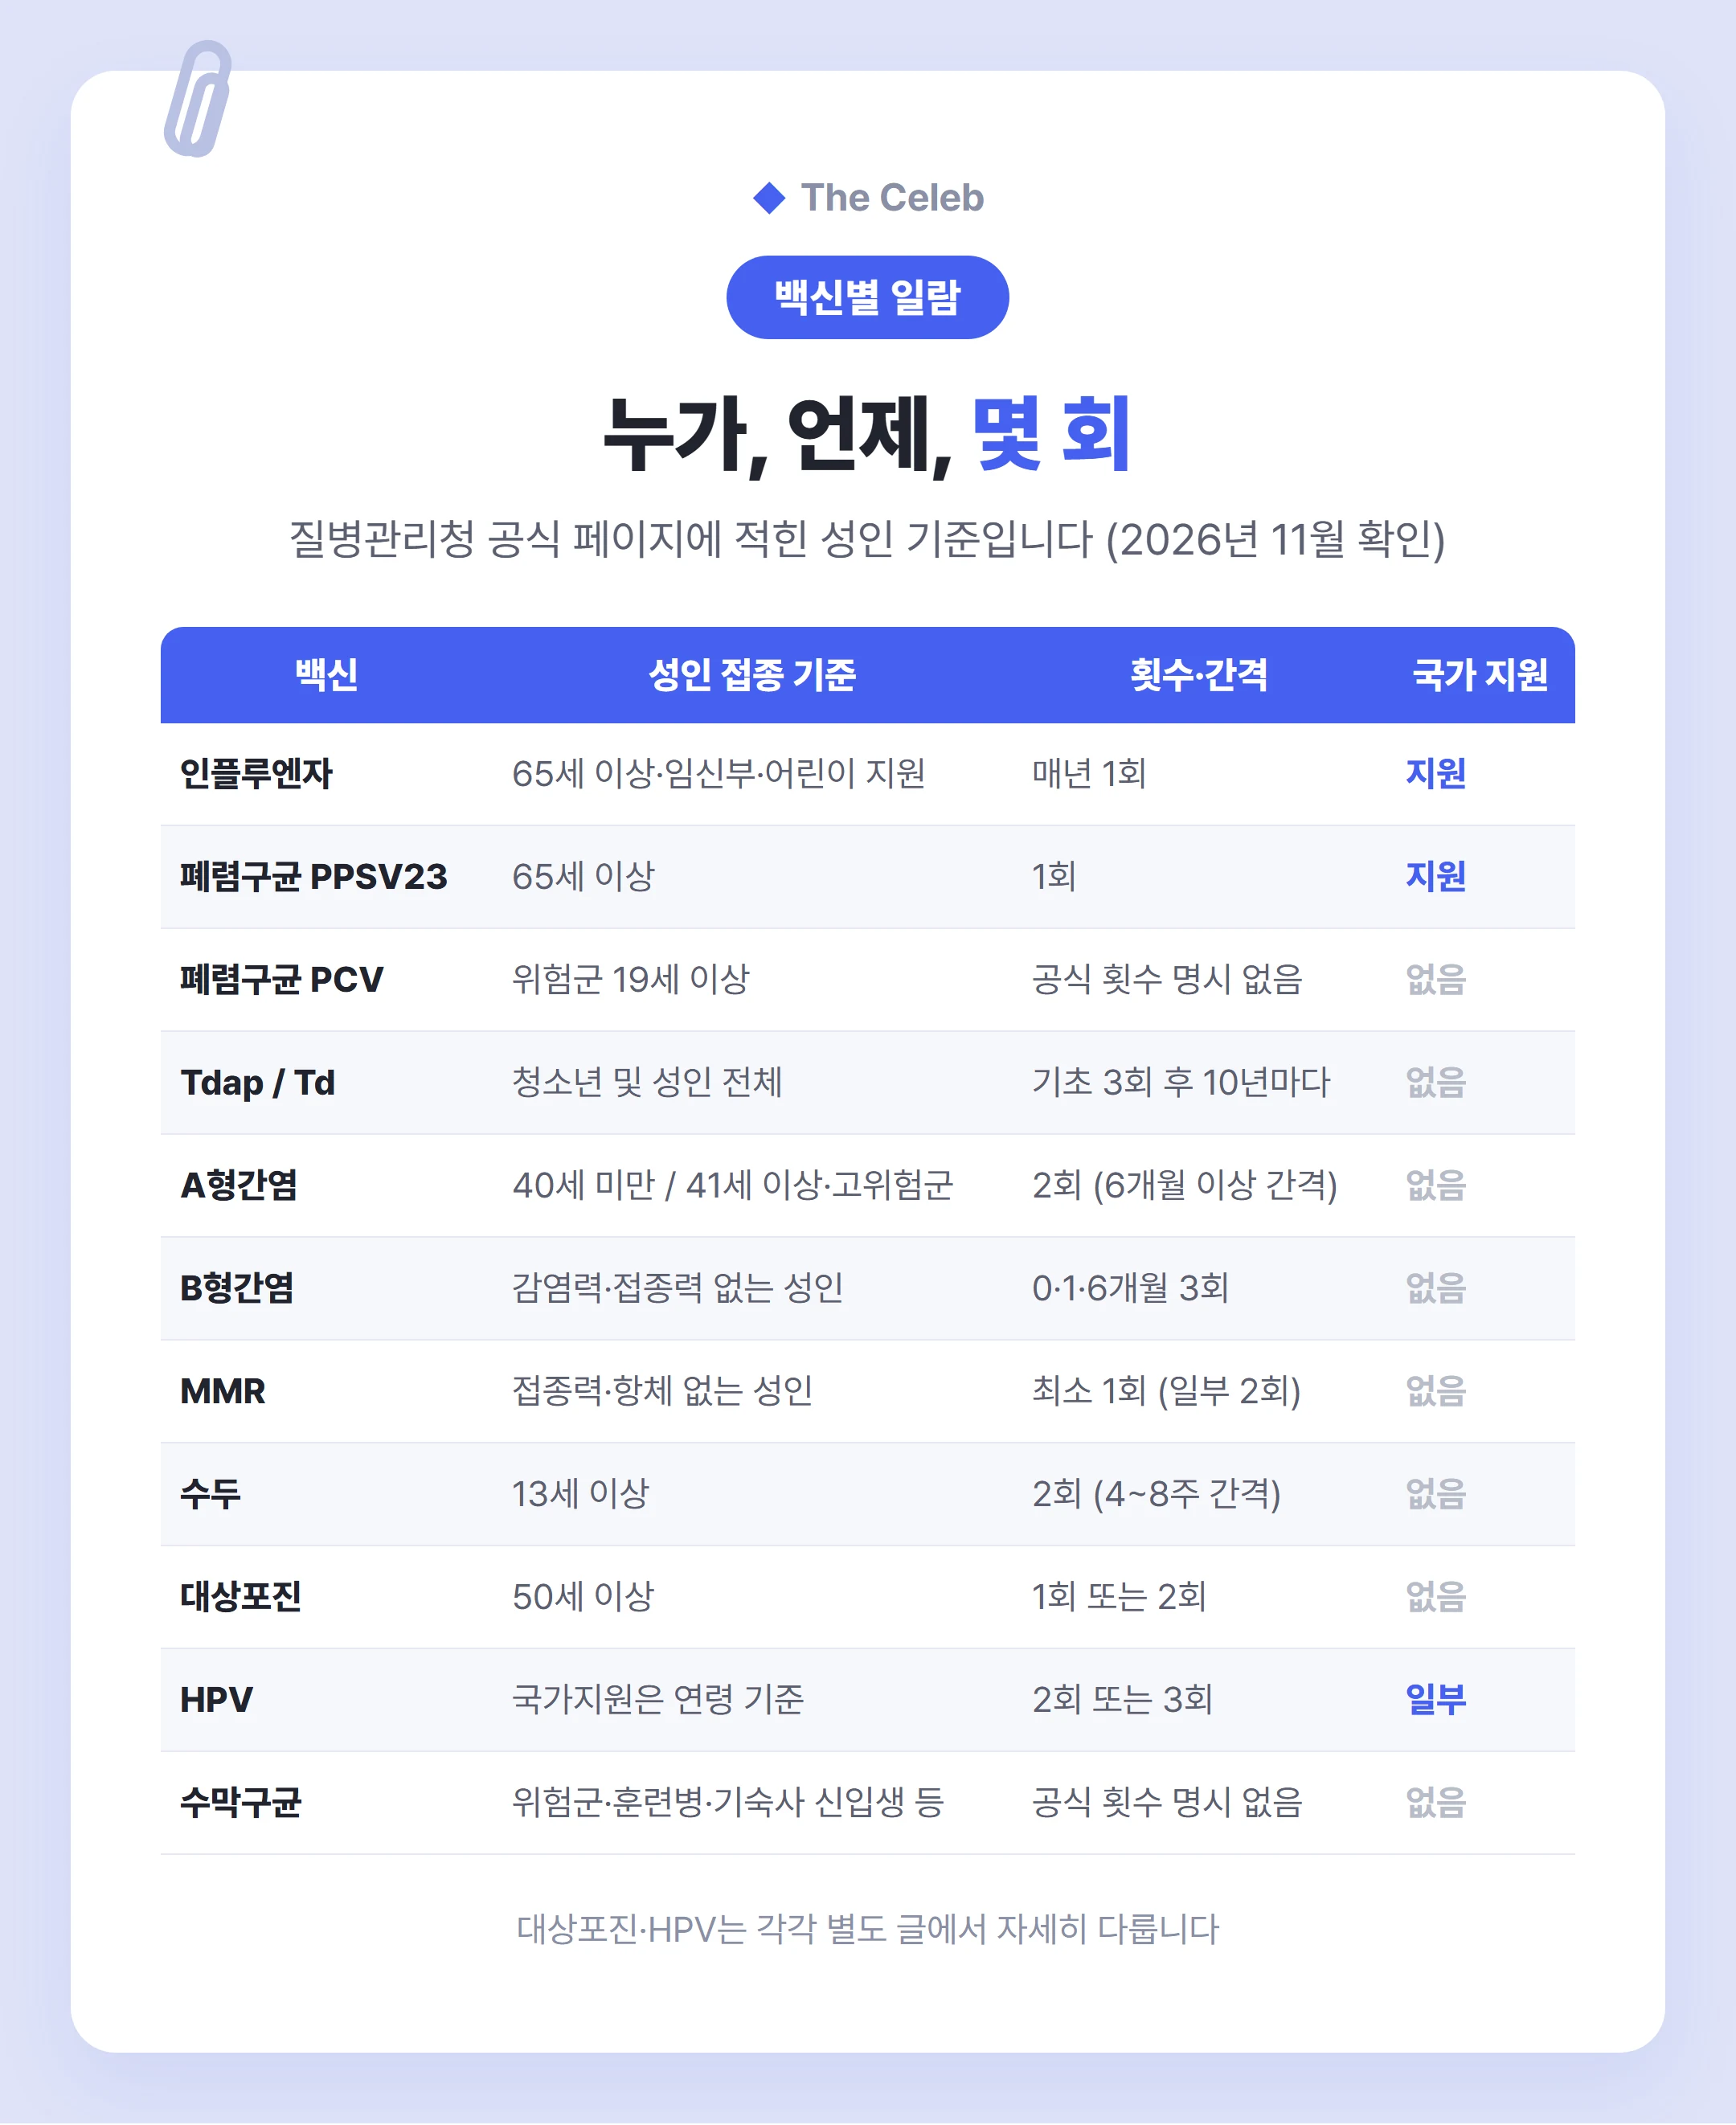 The Celeb
백신별 일람
누가, 언제, 몇 회
질병관리청 공식 페이지에 적힌 성인 기준입니다 (2026년 11월 확인)
백신 성인 접종 기준 횟수·간격 국가 지원
인플루엔자 65세 이상·임신부·어린이 지원 매년 1회 지원
폐렴구균 PPSV23 65세 이상 1회 지원
폐렴구균 PCV 위험군 19세 이상 공식 횟수 명시 없음 없음
Tdap / Td 청소년 및 성인 전체 기초 3회 후 10년마다 없음
A형간염 40세 미만 / 41세 이상·고위험군 2회 (6개월 이상 간격) 없음
B형간염 감염력·접종력 없는 성인 0·1·6개월 3회 없음
MMR 접종력·항체 없는 성인 최소 1회 (일부 2회) 없음
수두 13세 이상 2회 (4~8주 간격) 없음
대상포진 50세 이상 1회 또는 2회 없음
HPV 국가지원은 연령 기준 2회 또는 3회 일부
수막구균 위험군·훈련병·기숙사 신입생 등 공식 횟수 명시 없음 없음
대상포진·HPV는 각각 별도 글에서 자세히 다룹니다